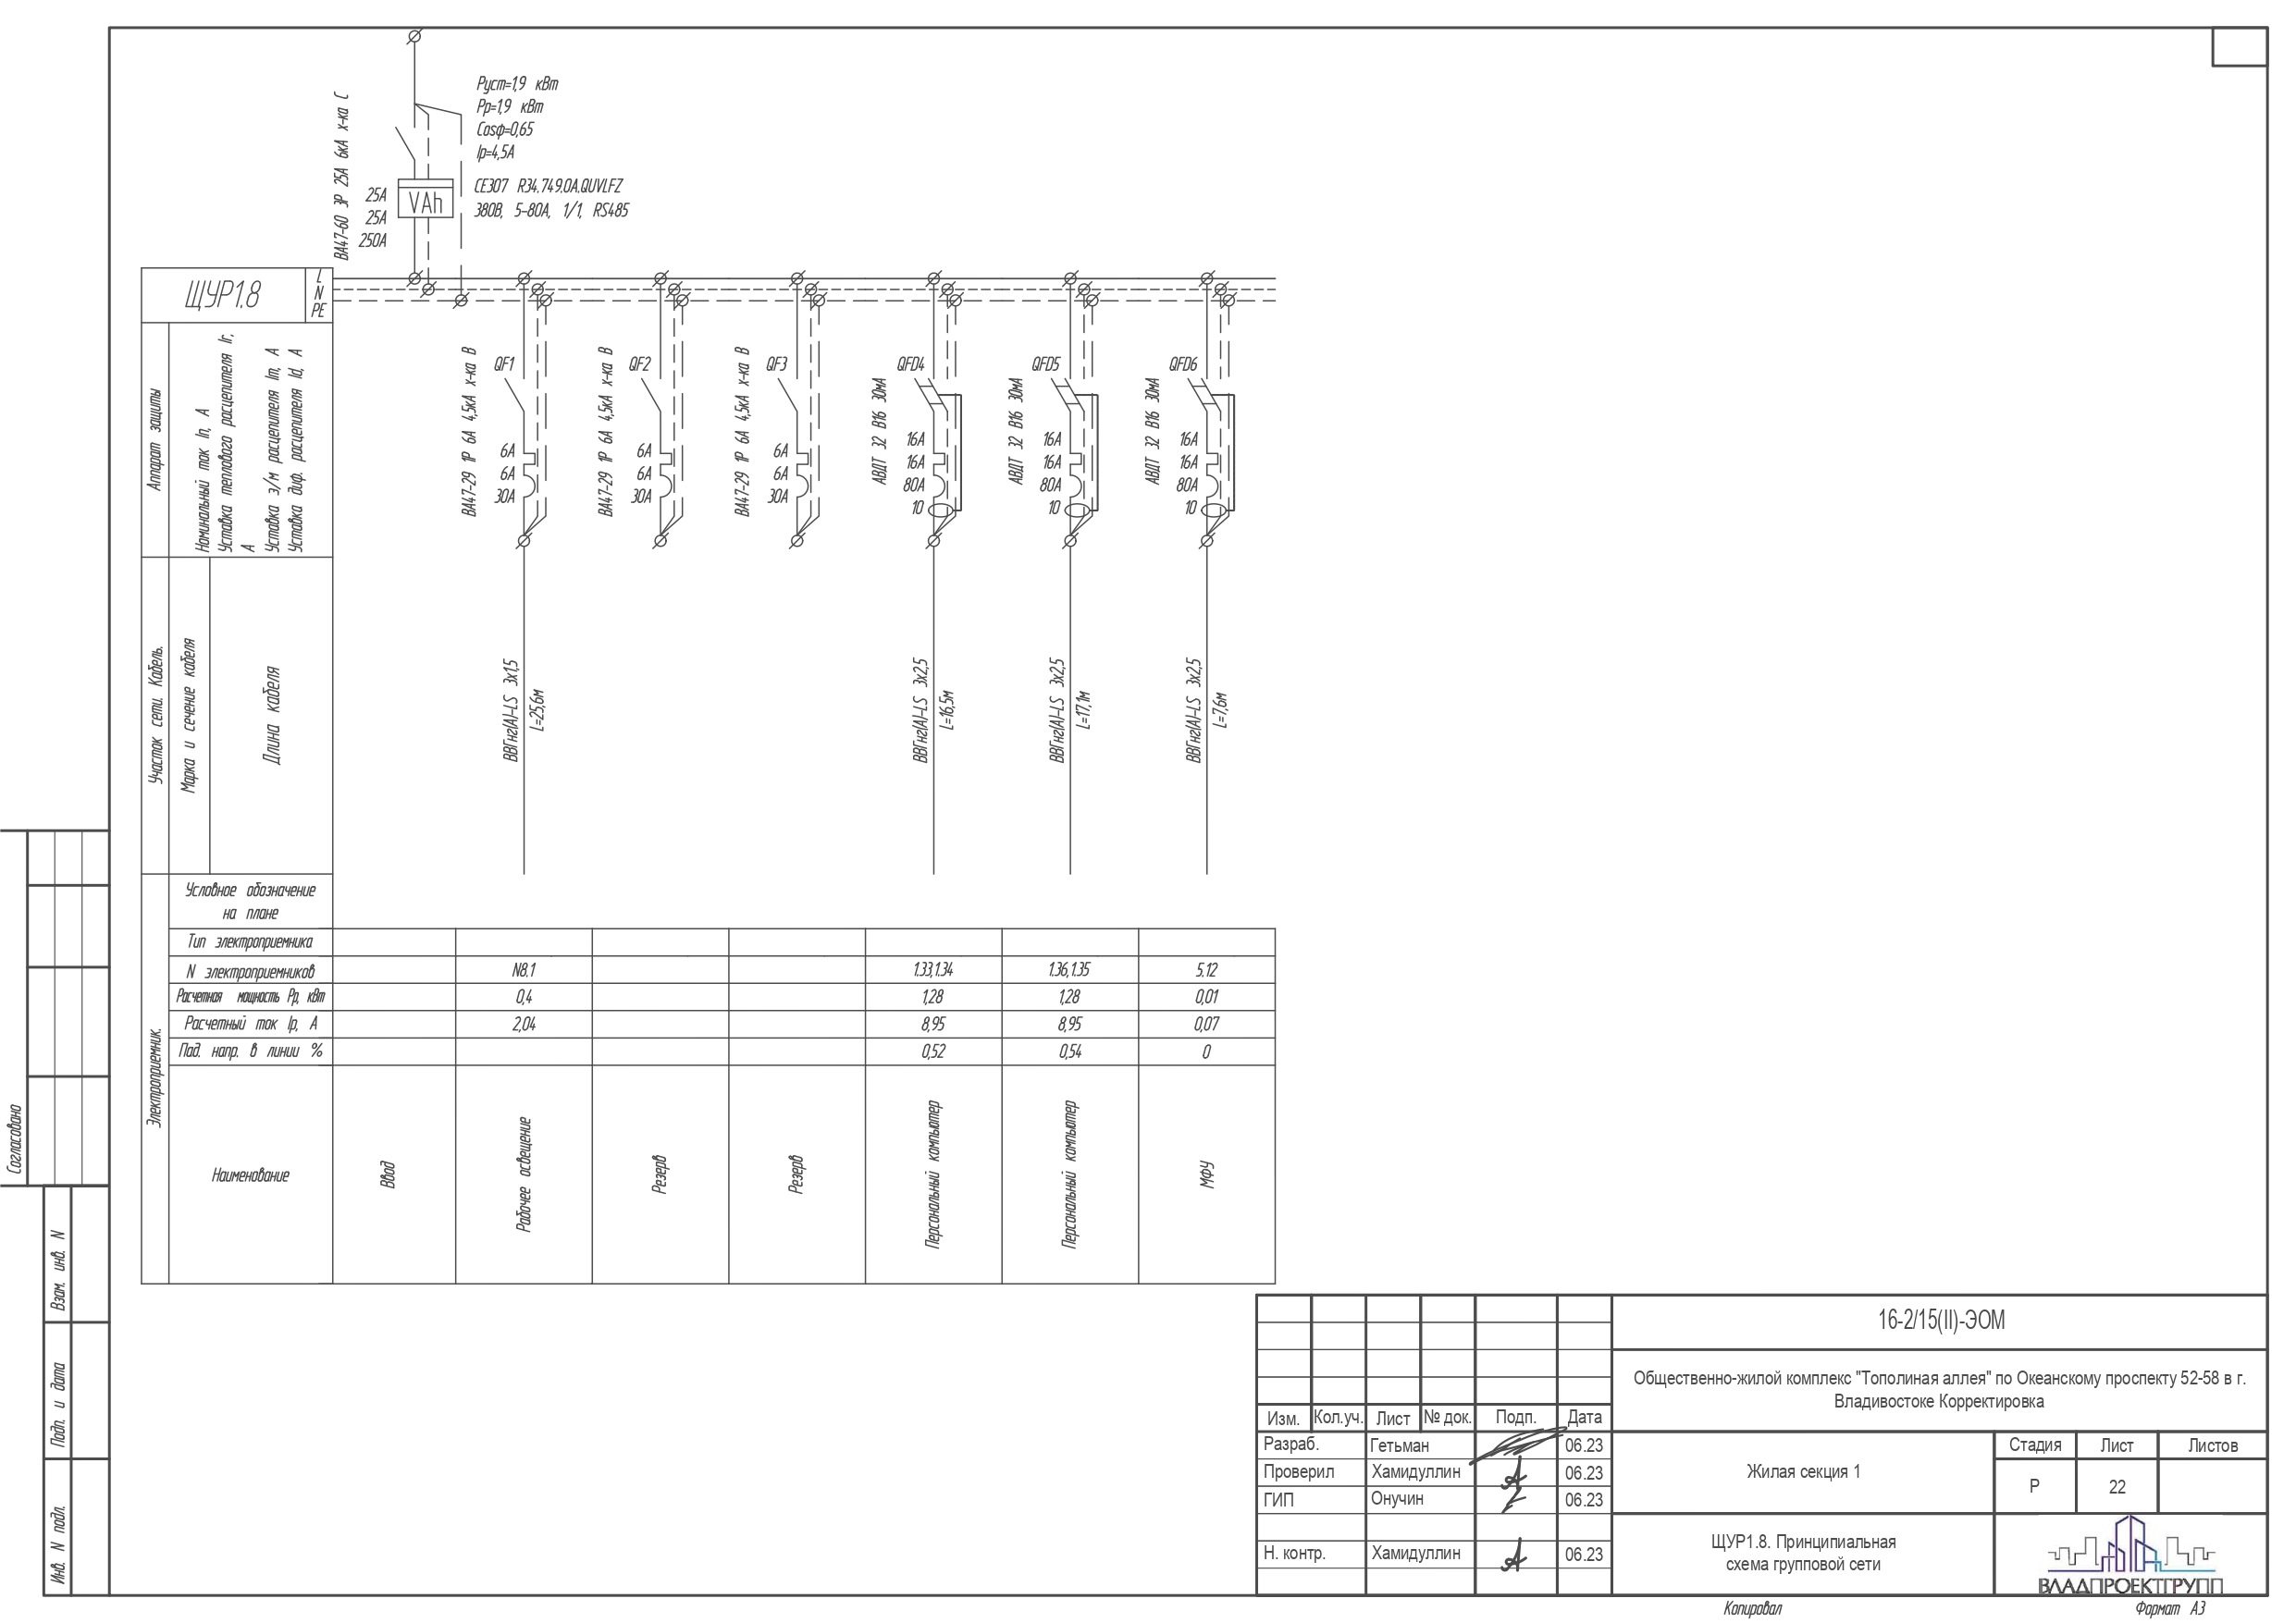 Руст=1,9 кВт
Рр=1,9 кВт
Cosφ=0,65
Iр=4,5А
ВА47-60 3Р 25А 6кА х-ка С
25А
25А
250А
VAh
CE307 R34.749.0A.QUVLFZ
380В, 5-80А, 1/1, RS485
ЩУР1.8
L
N
PE
Аппарат защиты
Номинальный ток In, А
Уставка теплового расцепителя Ir,
А
Уставка э/м расцепителя Im, А
Уставка диф. расцепителя Id, А
ВА47-29 1Р 6А 4,5кА х-ка В
QF1
6А
6А
30А
ВА47-29 1Р 6А 4,5кА х-ка В
QF2
6А
6А
30А
ВА47-29 1Р 6А 4,5кА х-ка В
QF3
6А
6А
30А
АВДТ 32 В16 30мА
QFD4
16А
16А
80А
10
АВДТ 32 В16 30мА
QFD5
16А
16А
80А
10
АВДТ 32 В16 30мА
QFD6
16А
16А
80А
10
Участок сети. Кабель.
Марка и сечение кабеля
Длина кабеля
ВВГнг(А)-LS 3х1,5
L=25,6м
ВВГнг(А)-LS 3х2,5
L=16,5м
ВВГнг(А)-LS 3х2,5
L=17,1м
ВВГнг(А)-LS 3х2,5
L=7,6м
Электроприемник.
Условное обозначение
на плане
Тип электроприемника
N электроприемников N8.1 1.33,1.34 1.36,1.35 5.12
Расчетная мощность Рр, кВт 0,4 1,28 1,28 0,01
Расчетный ток Iр, А 2,04 8,95 8,95 0,07
Пад. напр. в линии % 0,52 0,54 0
Наименование
Ввод
Рабочее освещение
Резерв
Резерв
Персональный компьютер
Персональный компьютер
МФУ
Согласовано
Взам. инв. N
Подп. и дата
Инв. N подл.
16-2/15(II)-ЭОМ
Общественно-жилой комплекс "Тополиная аллея" по Океанскому проспекту 52-58 в г.
Владивостоке Корректировка
Изм. Кол.уч. Лист № док. Подп. Дата
Разраб. Гетьман 06.23
Проверил Хамидуллин 06.23
ГИП Онучин 06.23
Н. контр. Хамидуллин 06.23
Жилая секция 1
Стадия Лист Листов
Р 22
ЩУР1.8. Принципиальная
схема групповой сети
ВЛАДПРОЕКТГРУПП
Копировал
Формат А3